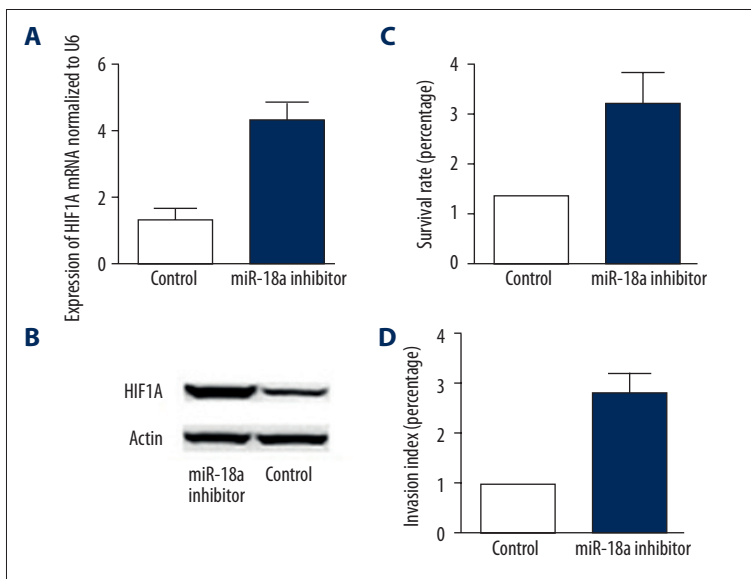 A
Expression of HIF1A mRNA normalized to U6
6
4
2
0
Control miR-18a inhibitor
B
HIF1A
Actin
miR-18a Control
inhibitor
C
Survival rate (percentage)
4
3
2
1
0
Control miR-18a inhibitor
D
Invasion index (percentage)
4
3
2
1
0
Control miR-18a inhibitor